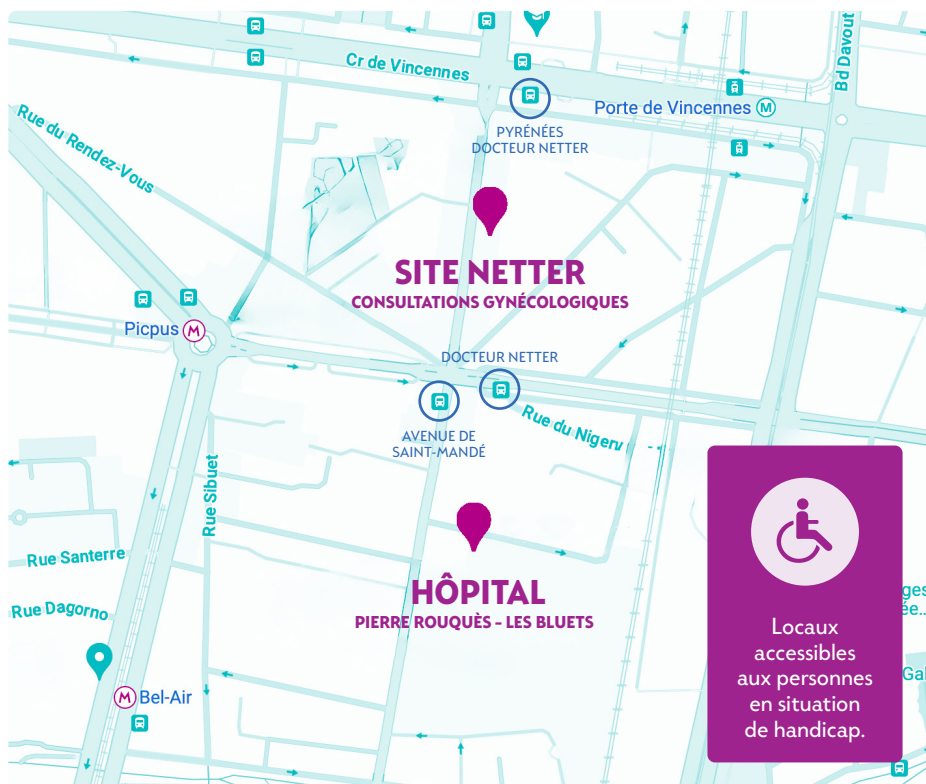 Cr de Vincennes
Bd Davout
Porte de Vincennes
M
PYRÉNÉES
DOCTEUR NETTER
Rue du Rendez-Vous
SITE NETTER
CONSULTATIONS GYNÉCOLOGIQUES
Picpus
M
DOCTEUR NETTER
AVENUE DE
SAINT-MANDÉ
Rue du Niger
Rue Sibuet
Rue Santerre
Rue Dagorno
HÔPITAL
PIERRE ROUQUÈS – LES BLUETS
M
Bel-Air
Locaux
accessibles
aux personnes
en situation
de handicap.